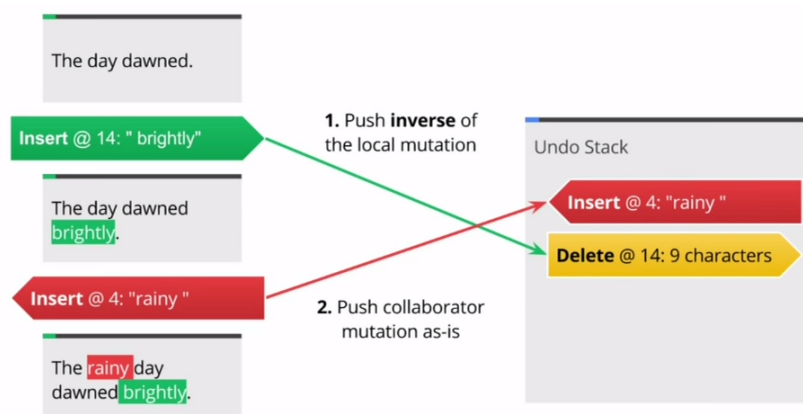 The day dawned.
Insert @ 14: " brightly"
The day dawned
brightly.
Insert @ 4: "rainy "
The rainy day
dawned brightly.
1. Push inverse of
the local mutation
2. Push collaborator
mutation as-is
Undo Stack
Insert @ 4: "rainy "
Delete @ 14: 9 characters